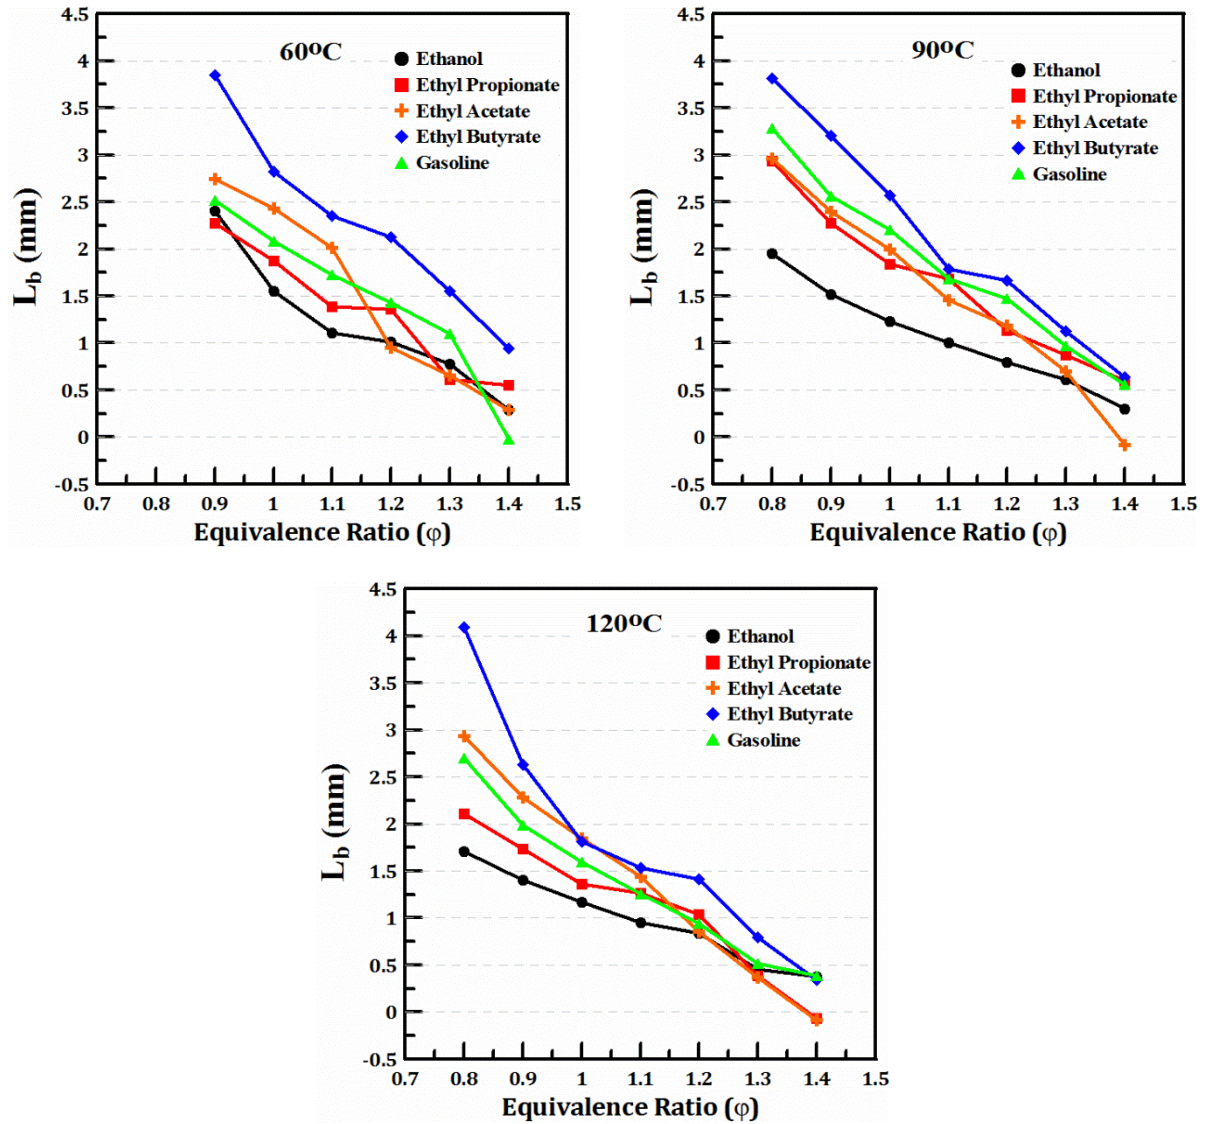 4.5
4
3.5
3
2.5
2
1.5
1
0.5
0
-0.5
L_b (mm)
60ºC
Ethanol
Ethyl Propionate
Ethyl Acetate
Ethyl Butyrate
Gasoline
0.7 0.8 0.9 1 1.1 1.2 1.3 1.4 1.5
Equivalence Ratio (φ)
4.5
4
3.5
3
2.5
2
1.5
1
0.5
0
-0.5
L_b (mm)
90ºC
Ethanol
Ethyl Propionate
Ethyl Acetate
Ethyl Butyrate
Gasoline
0.7 0.8 0.9 1 1.1 1.2 1.3 1.4 1.5
Equivalence Ratio (φ)
4.5
4
3.5
3
2.5
2
1.5
1
0.5
0
-0.5
L_b (mm)
120ºC
Ethanol
Ethyl Propionate
Ethyl Acetate
Ethyl Butyrate
Gasoline
0.7 0.8 0.9 1 1.1 1.2 1.3 1.4 1.5
Equivalence Ratio (φ)